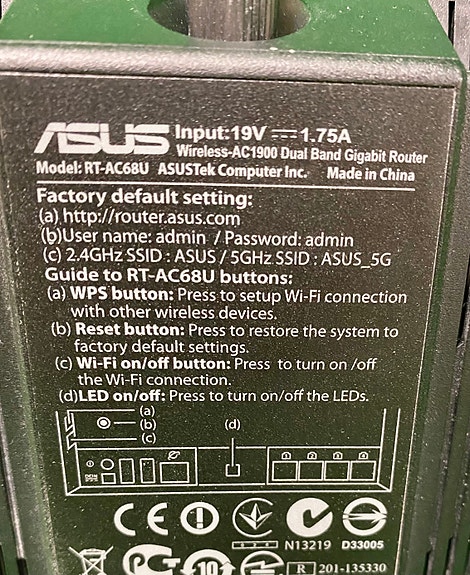 ASUS Input:19V ⎓ 1.75A
Wireless-AC1900 Dual Band Gigabit Router
Model: RT-AC68U ASUSTek Computer Inc. Made in China
Factory default setting:
(a) http://router.asus.com
(b)User name: admin / Password: admin
(c) 2.4GHz SSID : ASUS / 5GHz SSID : ASUS_5G
Guide to RT-AC68U buttons:
(a) WPS button: Press to setup Wi-Fi connection
with other wireless devices.
(b) Reset button: Press to restore the system to
factory default settings.
(c) Wi-Fi on/off button: Press to turn on /off
the Wi-Fi connection.
(d)LED on/off: Press to turn on/off the LEDs.
(a)
(b) (d)
(c)
CE
N13219 D33005
10 R 201-135330